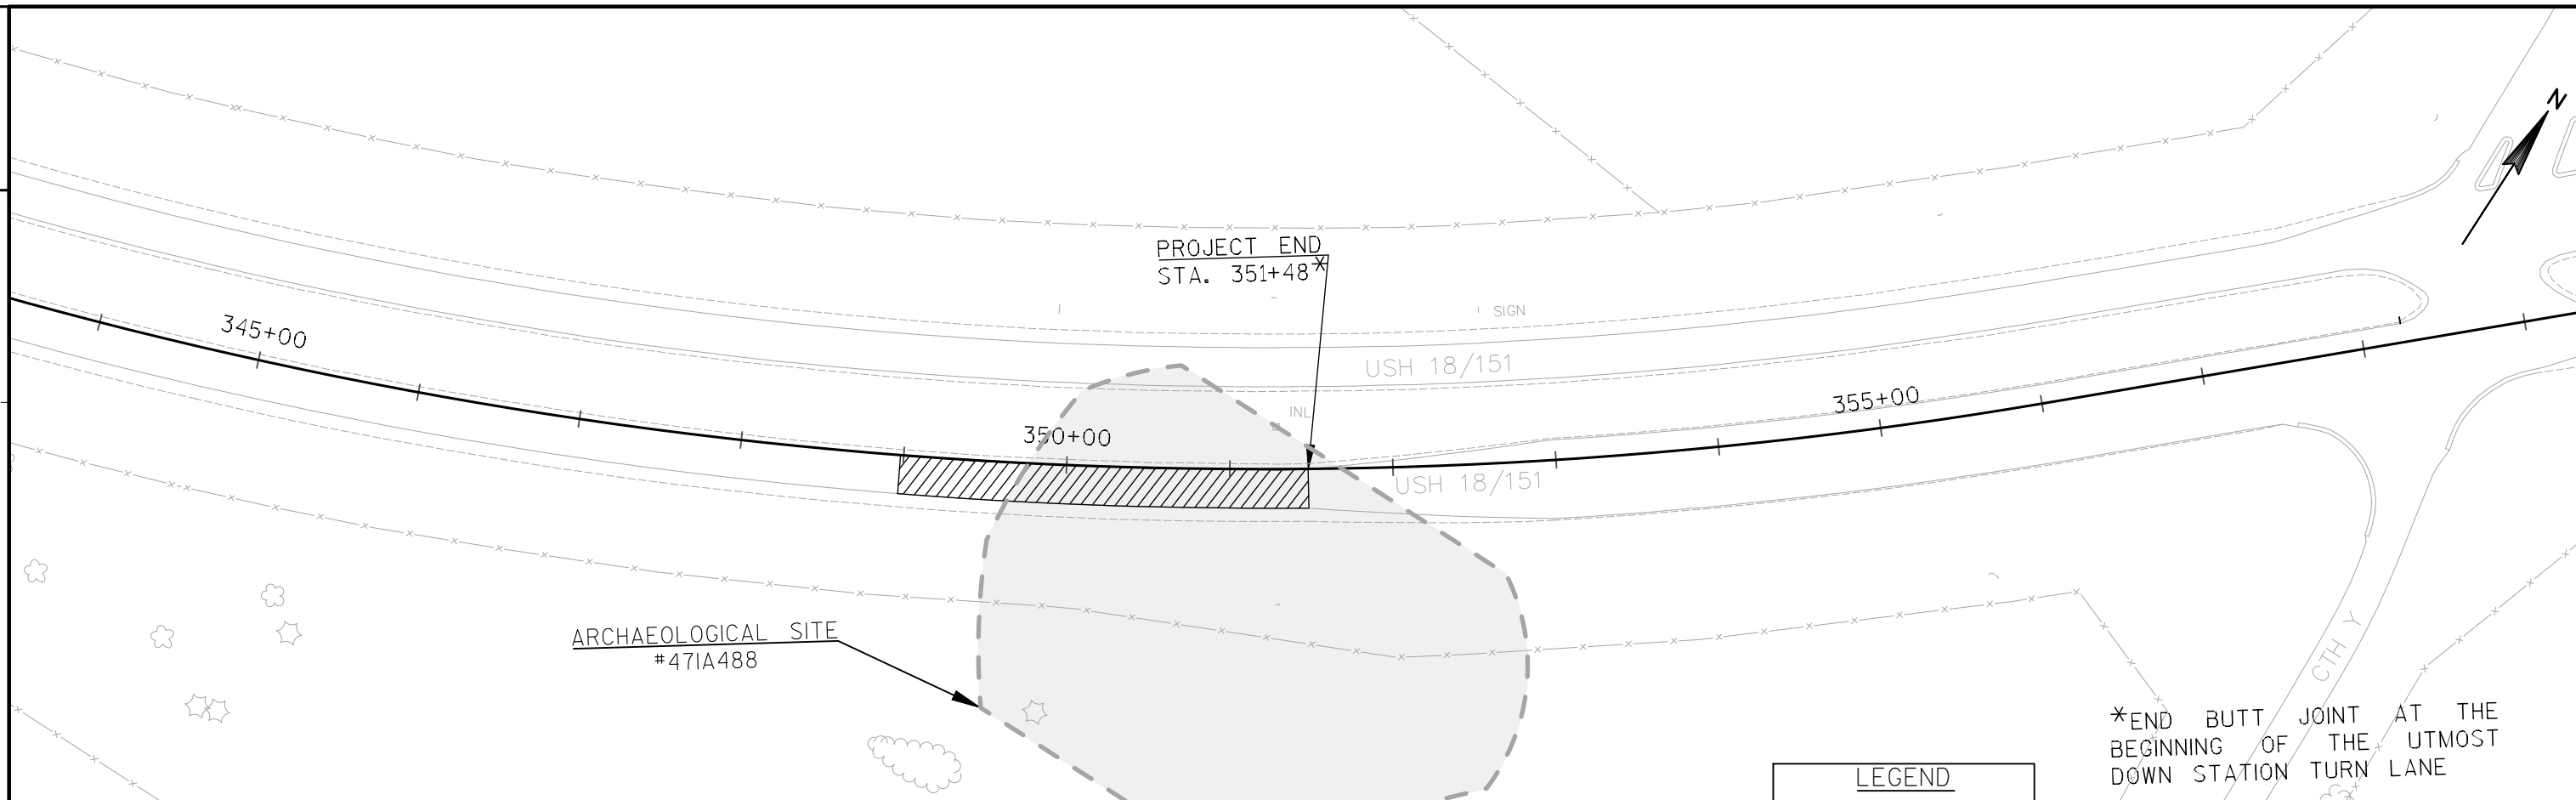 N
PROJECT END
STA. 351+48*
345+00
SIGN
USH 18/151
INL
355+00
350+00
USH 18/151
ARCHAEOLOGICAL SITE
#47IA488
CTH Y
*END BUTT JOINT AT THE
BEGINNING OF THE UTMOST
DOWN STATION TURN LANE
LEGEND